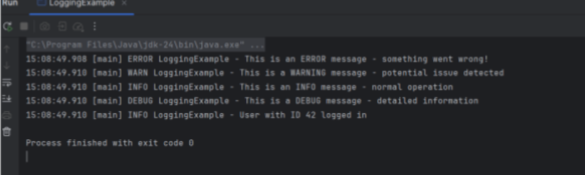 Run LoggingExample ×
"C:\Program Files\Java\jdk-24\bin\java.exe" ...
15:08:49.908 [main] ERROR LoggingExample - This is an ERROR message - something went wrong!
15:08:49.910 [main] WARN LoggingExample - This is a WARNING message - potential issue detected
15:08:49.910 [main] INFO LoggingExample - This is an INFO message - normal operation
15:08:49.910 [main] DEBUG LoggingExample - This is a DEBUG message - detailed information
15:08:49.910 [main] INFO LoggingExample - User with ID 42 logged in
Process finished with exit code 0